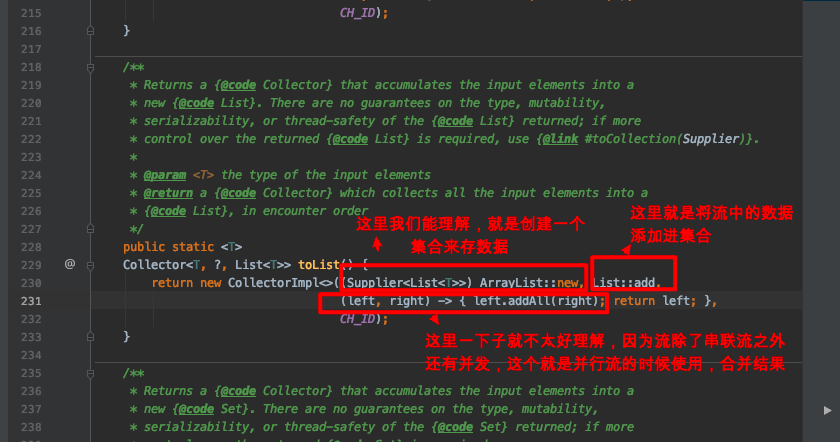 215 CH_ID);
216 }
217
218 /**
219 * Returns a {@code Collector} that accumulates the input elements into a
220 * new {@code List}. There are no guarantees on the type, mutability,
221 * serializability, or thread-safety of the {@code List} returned; if more
222 * control over the returned {@code List} is required, use {@link #toCollection(Supplier)}.
223 *
224 * @param <T> the type of the input elements
225 * @return a {@code Collector} which collects all the input elements into a
226 * {@code List}, in encounter order
227 */
这里我们能理解，就是创建一个
集合来存数据
这里就是将流中的数据
添加进集合
228 public static <T>
229 @ Collector<T, ?, List<T>> toList() {
230 return new CollectorImpl<>((Supplier<List<T>>) ArrayList::new, List::add,
231 (left, right) -> { left.addAll(right); return left; },
232 CH_ID);
233 }
这里一下子就不太好理解，因为流除了串联流之外
还有并发，这个就是并行流的时候使用，合并结果
234
235 /**
236 * Returns a {@code Collector} that accumulates the input elements into a
237 * new {@code Set}. There are no guarantees on the type, mutability,
238 * serializability, or thread-safety of the {@code Set} returned; if more